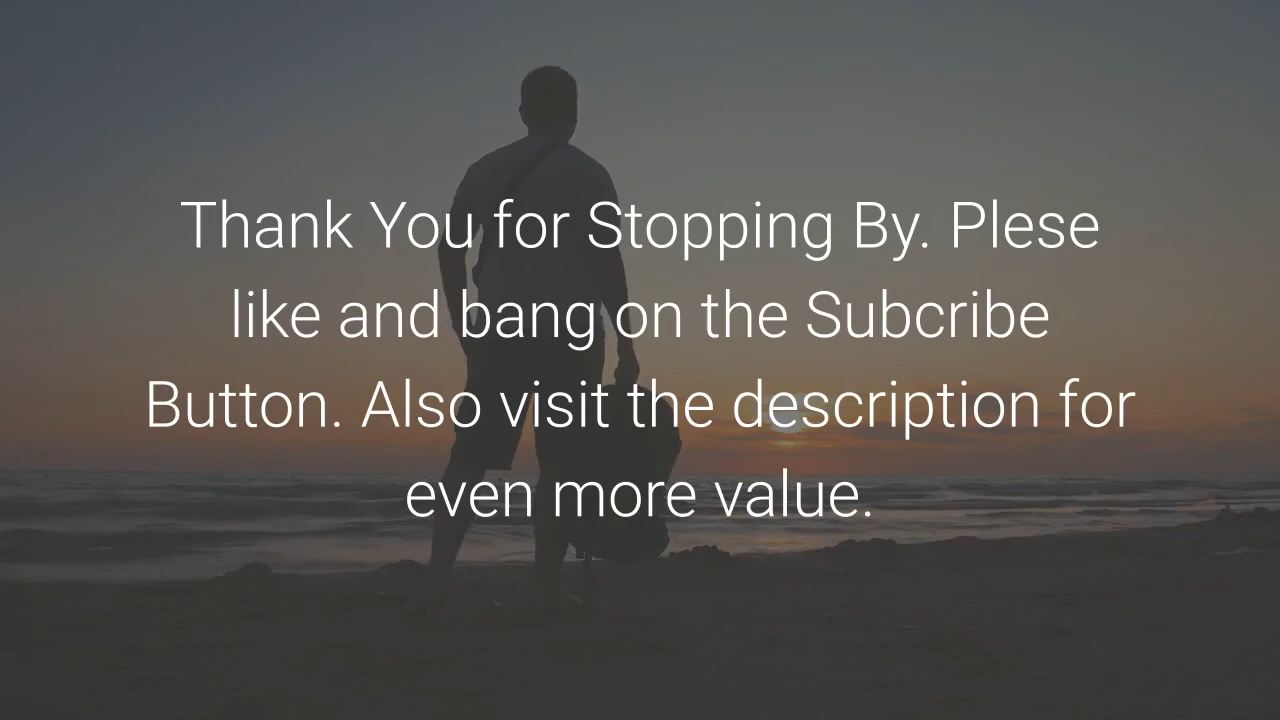 Thank You for Stopping By. Plese
like and bang on the Subcribe
Button. Also visit the description for
even more value.